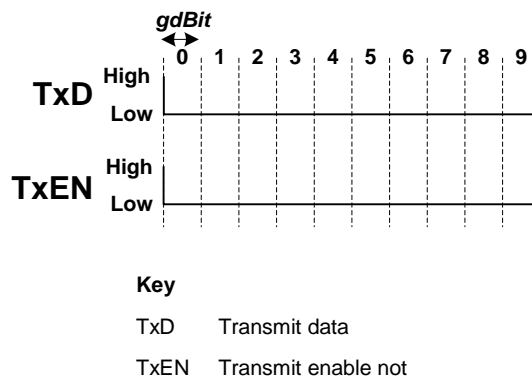 gdBit
0 1 2 3 4 5 6 7 8 9
High
TxD
Low
High
TxEN
Low
Key
TxD Transmit data
TxEN Transmit enable not